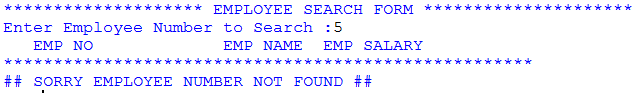 ******************** EMPLOYEE SEARCH FORM *********************
Enter Employee Number to Search :5
   EMP NO             EMP NAME  EMP SALARY
*****************************************************
## SORRY EMPLOYEE NUMBER NOT FOUND ##